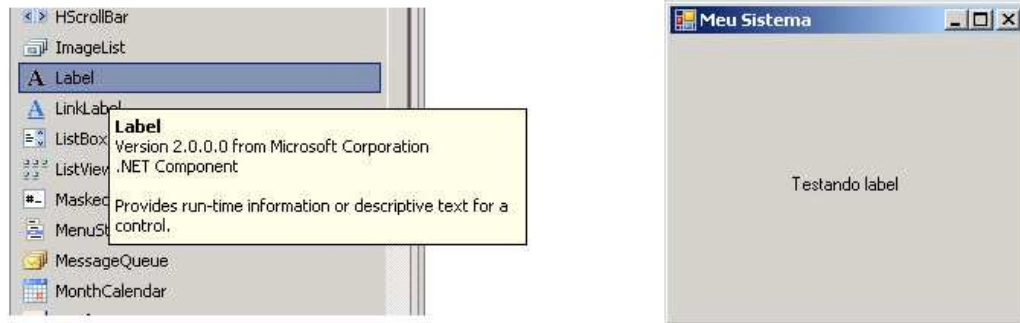 HScrollBar
ImageList
A Label
A LinkLabel
ListBox
ListView
Masked
MenuSt
MessageQueue
MonthCalendar
Label
Version 2.0.0.0 from Microsoft Corporation
.NET Component
Provides run-time information or descriptive text for a
control.
Meu Sistema
Testando label